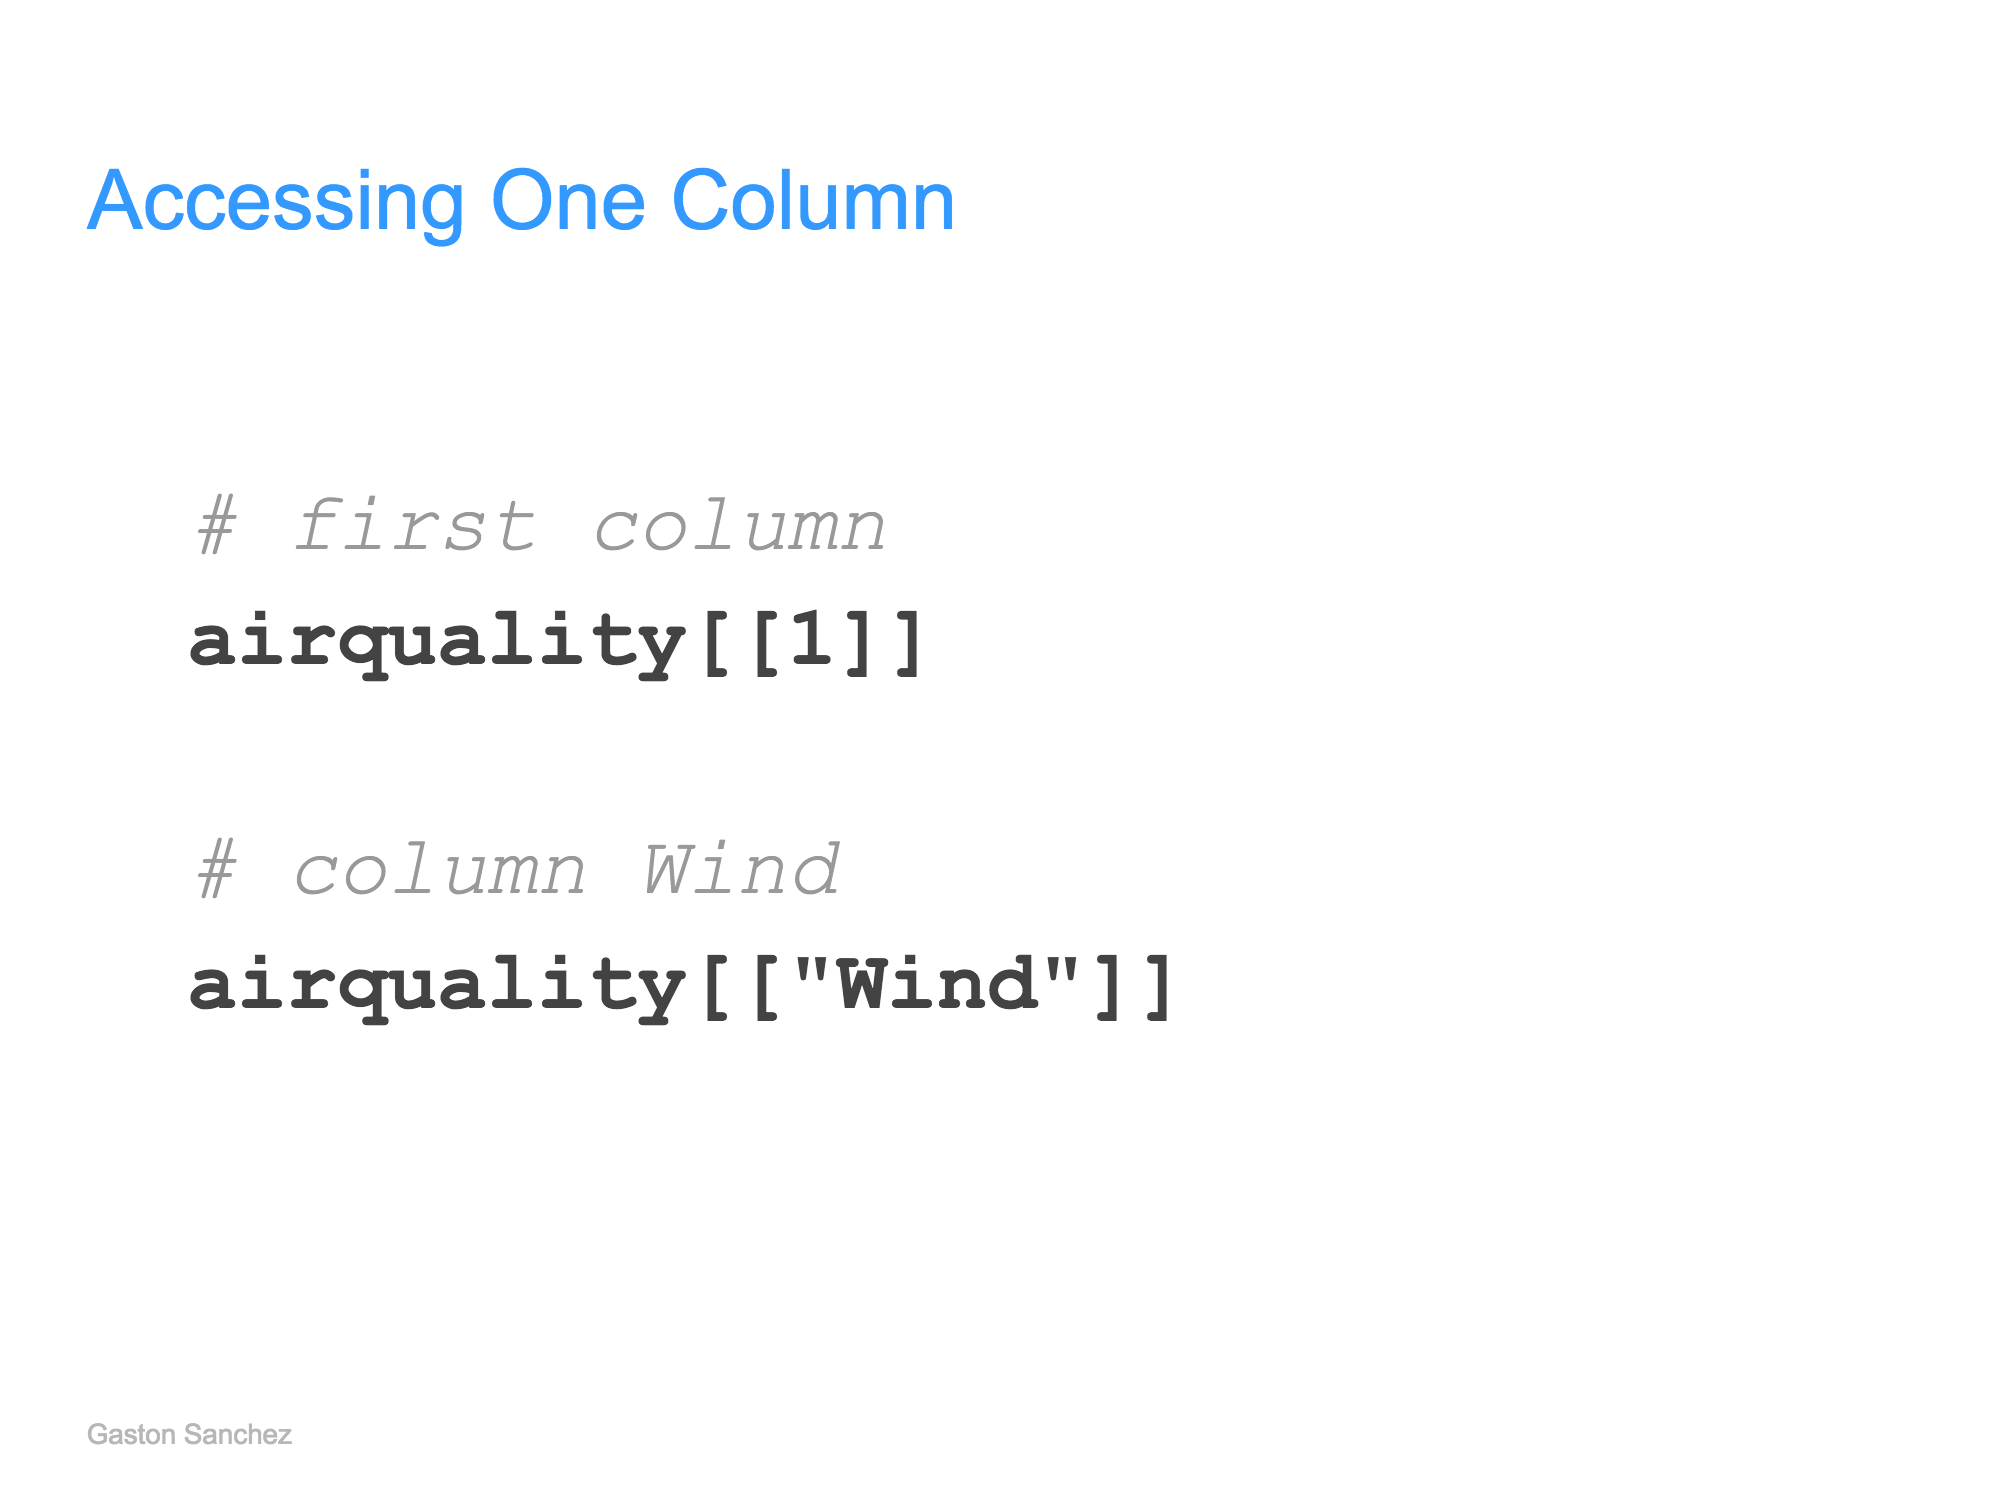 Accessing One Column
# first column
airquality[[1]]
# column Wind
airquality[["Wind"]]
Gaston Sanchez